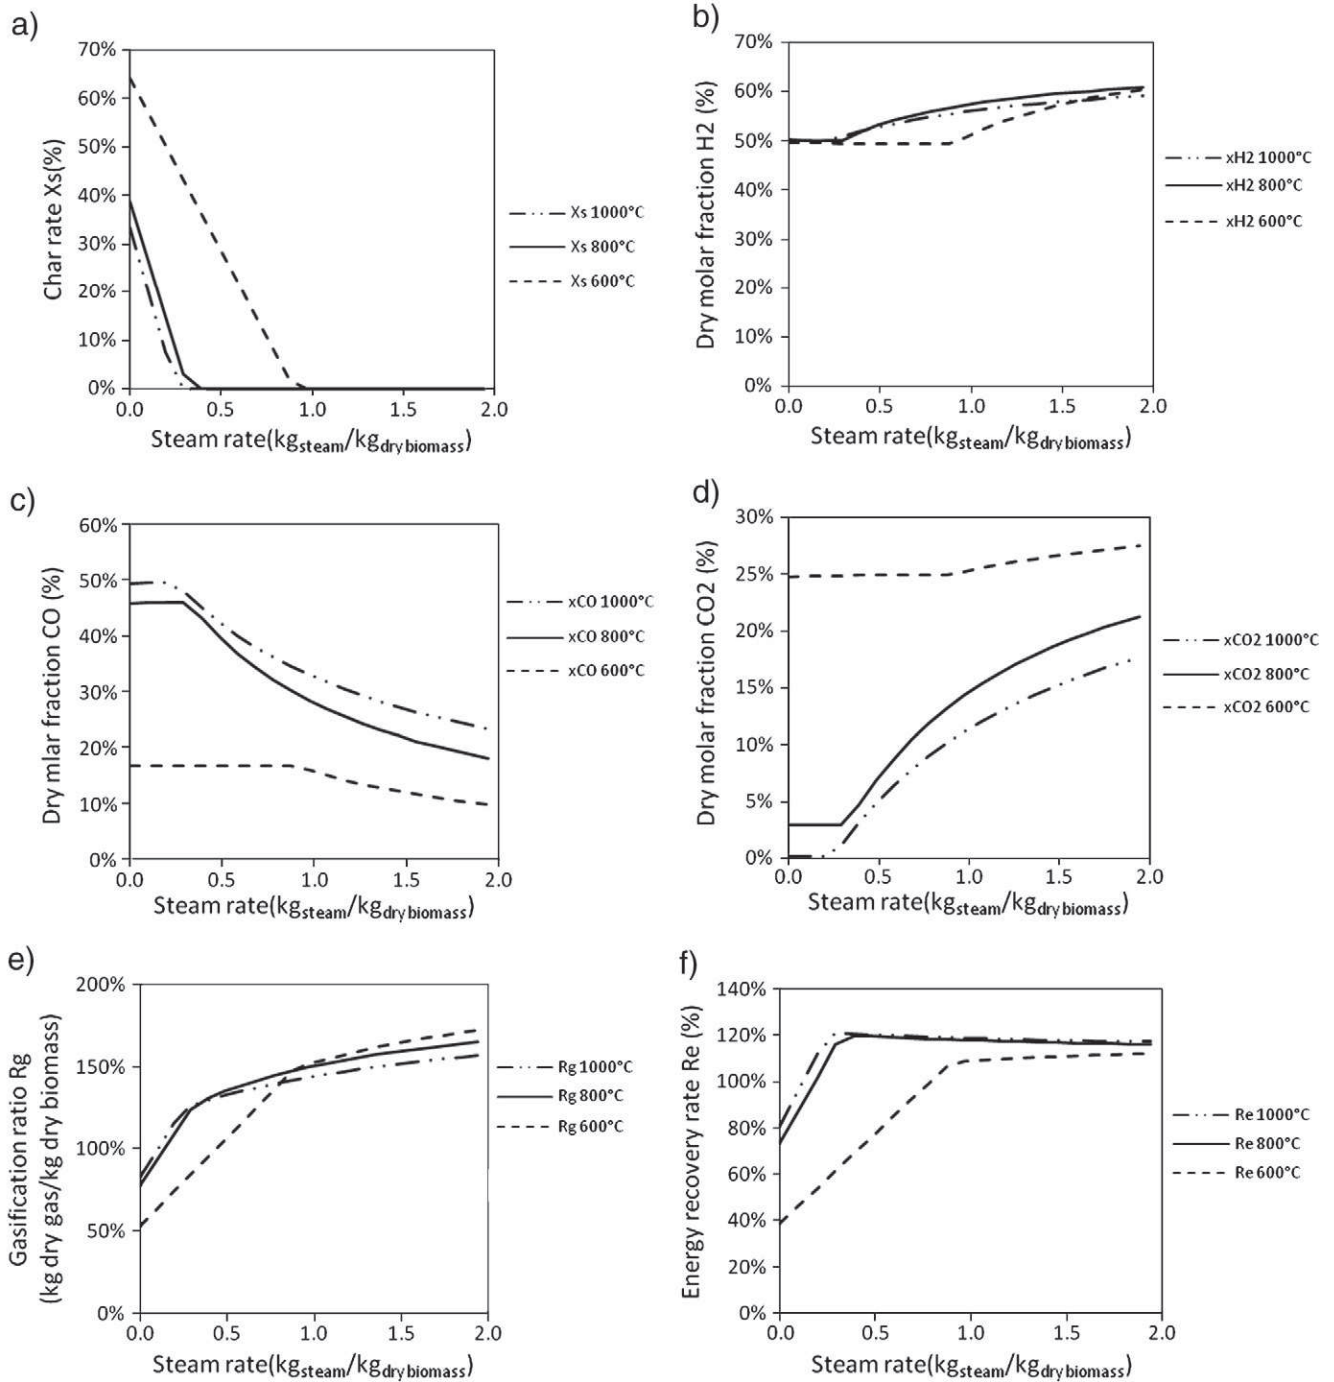 a)
70%
60%
50%
40%
30%
20%
10%
0%
Char rate Xs(%)
0.0 0.5 1.0 1.5 2.0
Steam rate(kgsteam/kgdry biomass)
Xs 1000°C
Xs 800°C
Xs 600°C
b)
70%
60%
50%
40%
30%
20%
10%
0%
Dry molar fraction H2 (%)
0.0 0.5 1.0 1.5 2.0
Steam rate(kgsteam/kgdry biomass)
xH2 1000°C
xH2 800°C
xH2 600°C
c)
60%
50%
40%
30%
20%
10%
0%
Dry mlar fraction CO (%)
0.0 0.5 1.0 1.5 2.0
Steam rate(kgsteam/kgdry biomass)
xCO 1000°C
xCO 800°C
xCO 600°C
d)
30%
25%
20%
15%
10%
5%
0%
Dry molar fraction CO2 (%)
0.0 0.5 1.0 1.5 2.0
Steam rate(kgsteam/kgdry biomass)
xCO2 1000°C
xCO2 800°C
xCO2 600°C
e)
200%
150%
100%
50%
0%
Gasification ratio Rg
(kg dry gas/kg dry biomass)
0.0 0.5 1.0 1.5 2.0
Steam rate(kgsteam/kgdry biomass)
Rg 1000°C
Rg 800°C
Rg 600°C
f)
140%
120%
100%
80%
60%
40%
20%
0%
Energy recovery rate Re (%)
0.0 0.5 1.0 1.5 2.0
Steam rate(kgsteam/kgdry biomass)
Re 1000°C
Re 800°C
Re 600°C